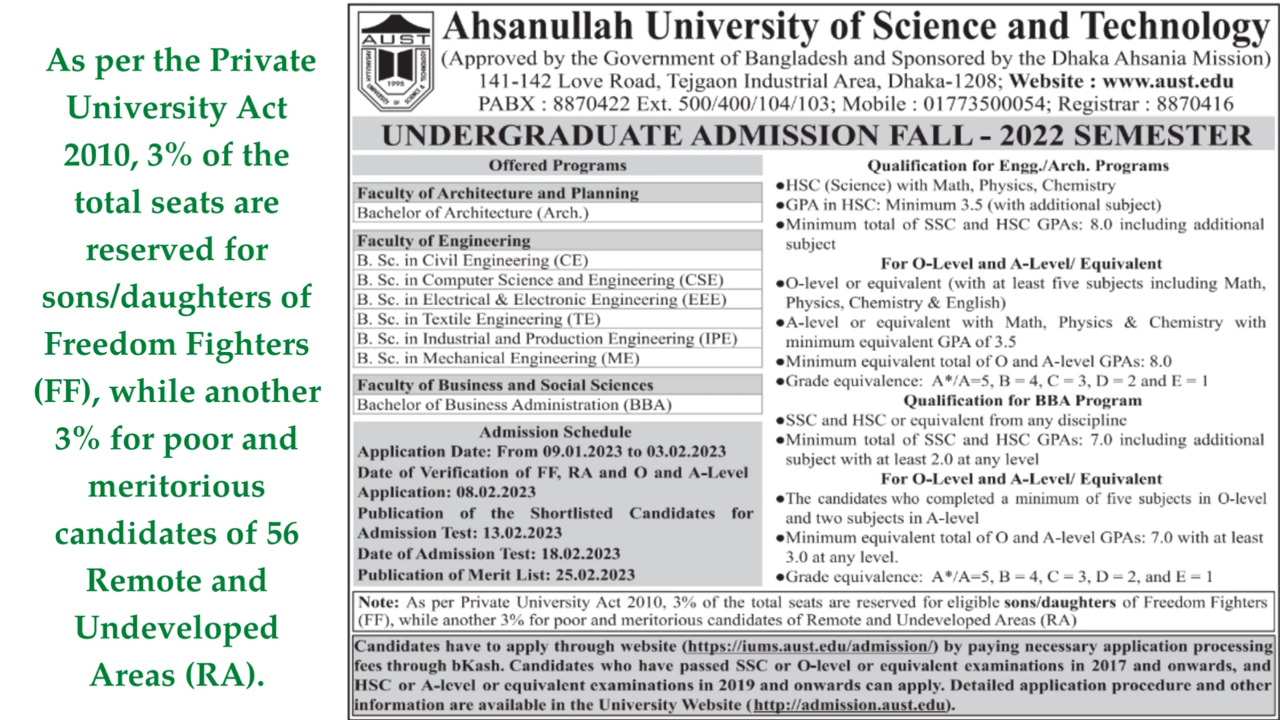 As per the Private
University Act
2010, 3% of the
total seats are
reserved for
sons/daughters of
Freedom Fighters
(FF), while another
3% for poor and
meritorious
candidates of 56
Remote and
Undeveloped
Areas (RA).
AUST
1995
Ahsanullah University of Science and Technology
(Approved by the Government of Bangladesh and Sponsored by the Dhaka Ahsania Mission)
141-142 Love Road, Tejgaon Industrial Area, Dhaka-1208; Website : www.aust.edu
PABX : 8870422 Ext. 500/400/104/103; Mobile : 01773500054; Registrar : 8870416
UNDERGRADUATE ADMISSION FALL - 2022 SEMESTER
Offered Programs
Faculty of Architecture and Planning
Bachelor of Architecture (Arch.)
Faculty of Engineering
B. Sc. in Civil Engineering (CE)
B. Sc. in Computer Science and Engineering (CSE)
B. Sc. in Electrical & Electronic Engineering (EEE)
B. Sc. in Textile Engineering (TE)
B. Sc. in Industrial and Production Engineering (IPE)
B. Sc. in Mechanical Engineering (ME)
Faculty of Business and Social Sciences
Bachelor of Business Administration (BBA)
Admission Schedule
Application Date: From 09.01.2023 to 03.02.2023
Date of Verification of FF, RA and O and A-Level
Application: 08.02.2023
Publication of the Shortlisted Candidates for
Admission Test: 13.02.2023
Date of Admission Test: 18.02.2023
Publication of Merit List: 25.02.2023
Qualification for Engg./Arch. Programs
●HSC (Science) with Math, Physics, Chemistry
●GPA in HSC: Minimum 3.5 (with additional subject)
●Minimum total of SSC and HSC GPAs: 8.0 including additional
subject
For O-Level and A-Level/ Equivalent
●O-level or equivalent (with at least five subjects including Math,
Physics, Chemistry & English)
●A-level or equivalent with Math, Physics & Chemistry with
minimum equivalent GPA of 3.5
●Minimum equivalent total of O and A-level GPAs: 8.0
●Grade equivalence: A*/A=5, B = 4, C = 3, D = 2 and E = 1
Qualification for BBA Program
●SSC and HSC or equivalent from any discipline
●Minimum total of SSC and HSC GPAs: 7.0 including additional
subject with at least 2.0 at any level
For O-Level and A-Level/ Equivalent
●The candidates who completed a minimum of five subjects in O-level
and two subjects in A-level
●Minimum equivalent total of O and A-level GPAs: 7.0 with at least
3.0 at any level.
●Grade equivalence: A*/A=5, B = 4, C = 3, D = 2, and E = 1
Note: As per Private University Act 2010, 3% of the total seats are reserved for eligible sons/daughters of Freedom Fighters
(FF), while another 3% for poor and meritorious candidates of Remote and Undeveloped Areas (RA)
Candidates have to apply through website (https://iums.aust.edu/admission/) by paying necessary application processing
fees through bKash. Candidates who have passed SSC or O-level or equivalent examinations in 2017 and onwards, and
HSC or A-level or equivalent examinations in 2019 and onwards can apply. Detailed application procedure and other
information are available in the University Website (http://admission.aust.edu).